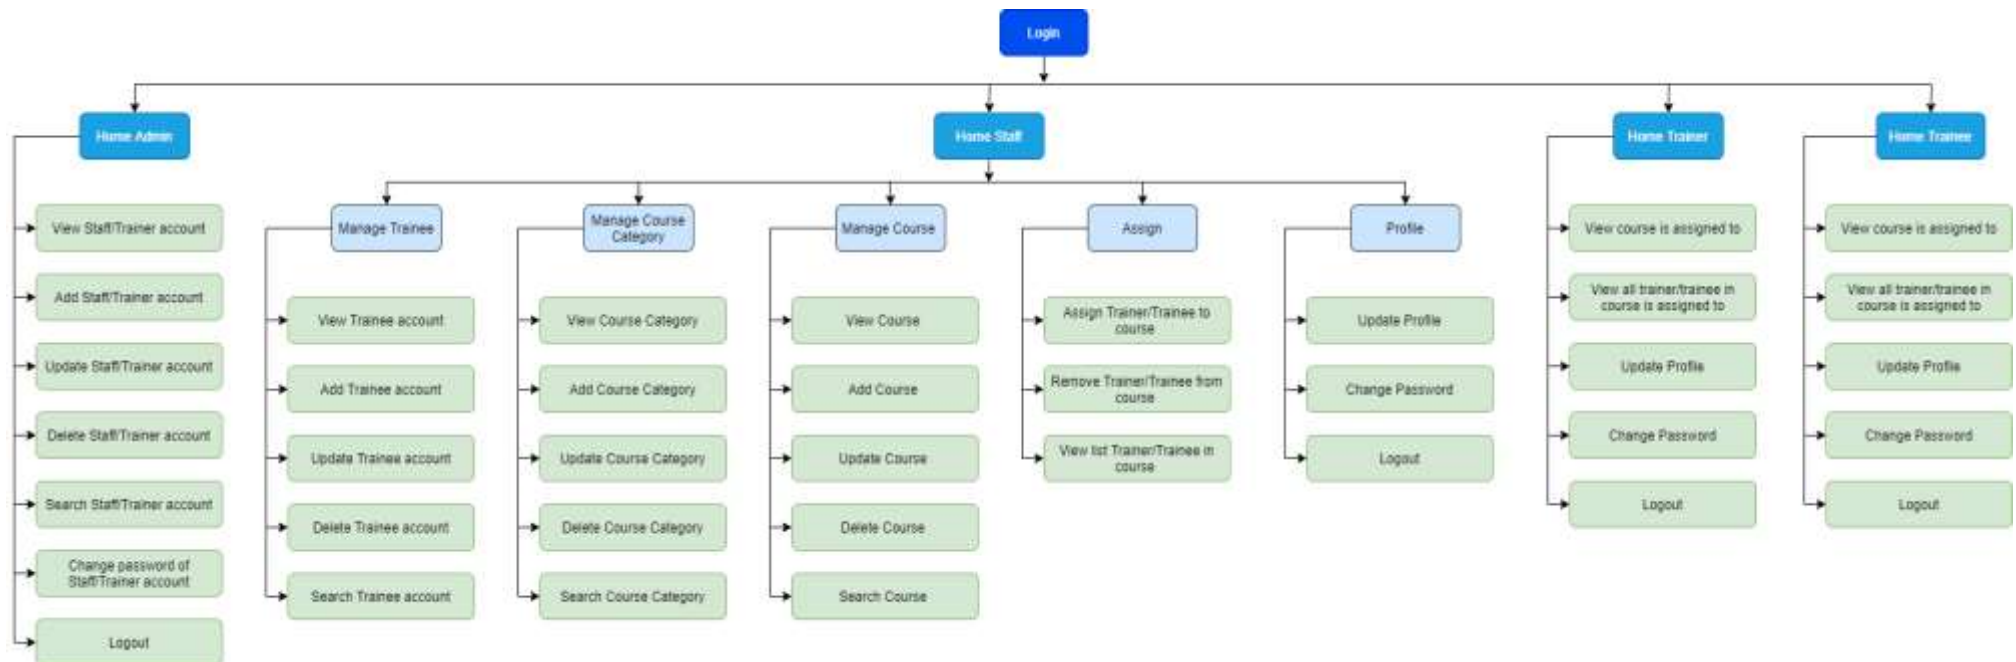 Login
Home Admin
Home Staff
Home Trainer
Home Trainee
View Staff/Trainer account
Add Staff/Trainer account
Update Staff/Trainer account
Delete Staff/Trainer account
Search Staff/Trainer account
Change password of
Staff/Trainer account
Logout
Manage Trainee
View Trainee account
Add Trainee account
Update Trainee account
Delete Trainee account
Search Trainee account
Manage Course
Category
View Course Category
Add Course Category
Update Course Category
Delete Course Category
Search Course Category
Manage Course
View Course
Add Course
Update Course
Delete Course
Search Course
Assign
Assign Trainer/Trainee to
course
Remove Trainer/Trainee from
course
View list Trainer/Trainee in
course
Profile
Update Profile
Change Password
Logout
View course is assigned to
View all trainer/trainee in
course is assigned to
Update Profile
Change Password
Logout
View course is assigned to
View all trainer/trainee in
course is assigned to
Update Profile
Change Password
Logout